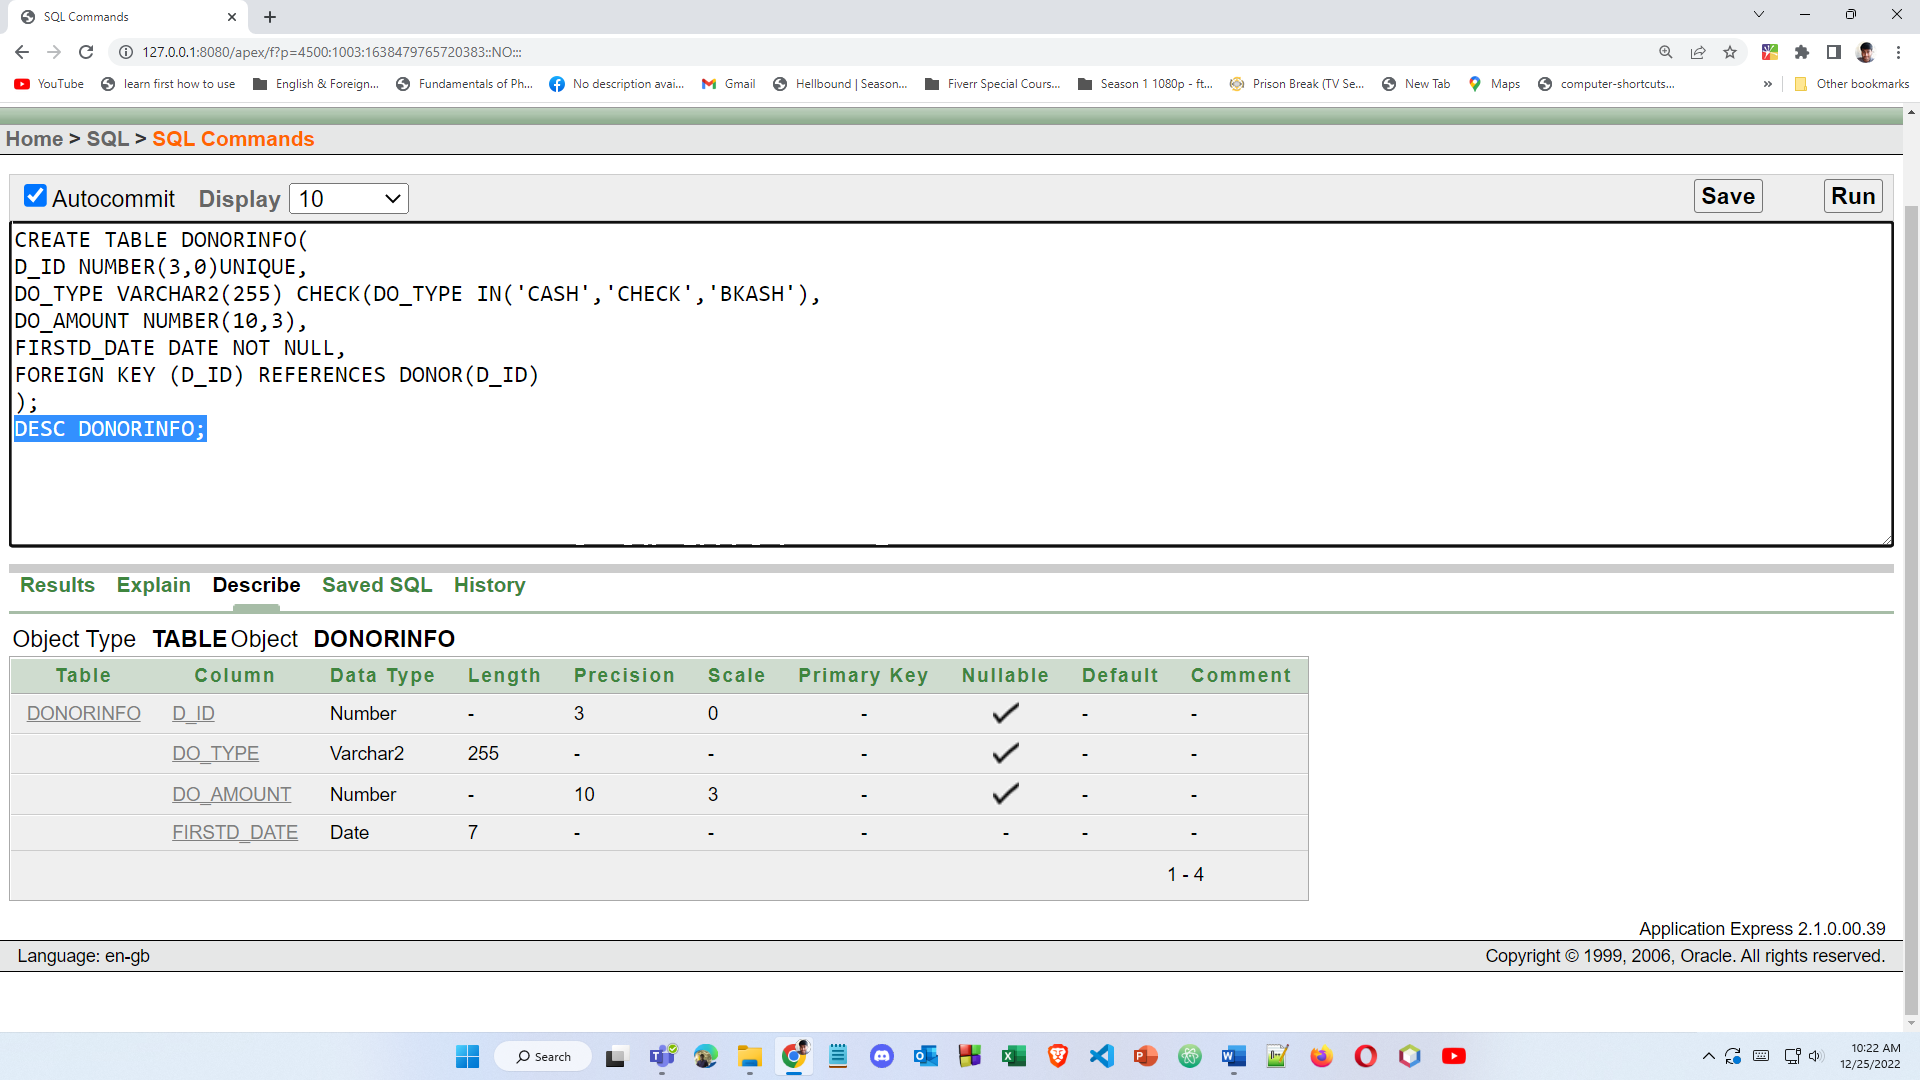 SQL Commands
127.0.0.1:8080/apex/f?p=4500:1003:1638479765720383::NO:::
YouTube learn first how to use English & Foreign... Fundamentals of Ph... No description avai... Gmail Hellbound | Season... Fiverr Special Cours... Season 1 1080p - ft... Prison Break (TV Se... New Tab Maps computer-shortcuts... » Other bookmarks
Home > SQL > SQL Commands
Autocommit Display 10 Save Run
CREATE TABLE DONORINFO(
D_ID NUMBER(3,0)UNIQUE,
DO_TYPE VARCHAR2(255) CHECK(DO_TYPE IN('CASH','CHECK','BKASH'),
DO_AMOUNT NUMBER(10,3),
FIRSTD_DATE DATE NOT NULL,
FOREIGN KEY (D_ID) REFERENCES DONOR(D_ID)
);
DESC DONORINFO;
Results Explain Describe Saved SQL History
Object Type TABLE Object DONORINFO
Table Column Data Type Length Precision Scale Primary Key Nullable Default Comment
DONORINFO D_ID Number - 3 0 - - -
DO_TYPE Varchar2 255 - - - - -
DO_AMOUNT Number - 10 3 - - -
FIRSTD_DATE Date 7 - - - - - -
1 - 4
Application Express 2.1.0.00.39
Language: en-gb Copyright © 1999, 2006, Oracle. All rights reserved.
Search
10:22 AM
12/25/2022